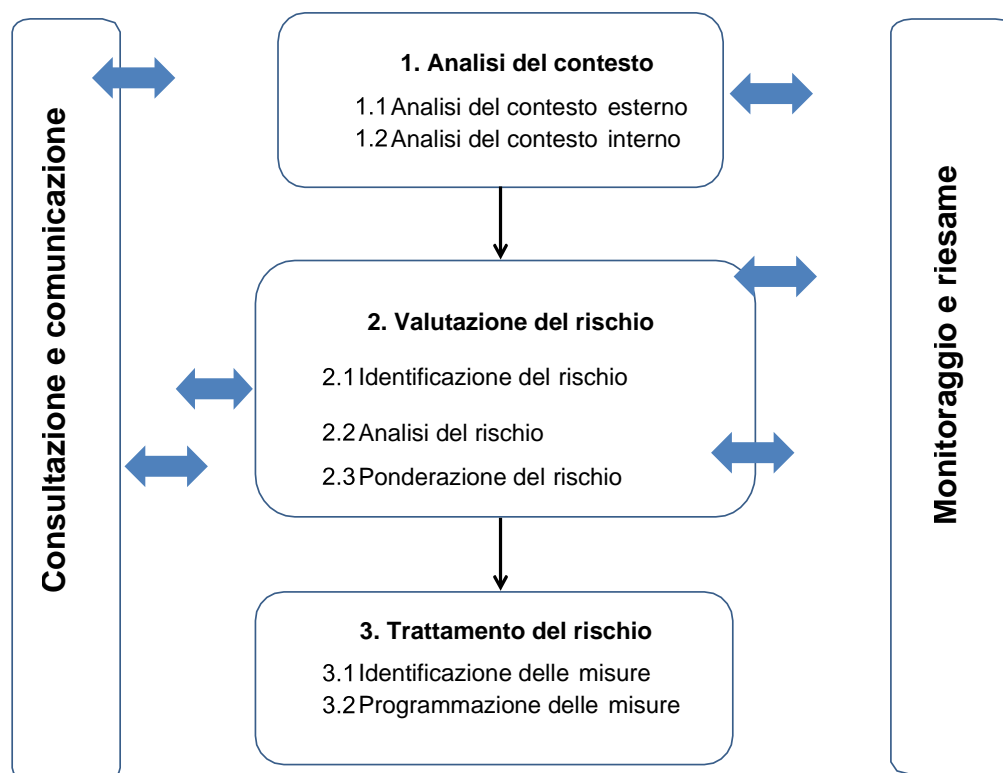 Consultazione e comunicazione
1. Analisi del contesto
1.1 Analisi del contesto esterno
1.2 Analisi del contesto interno
2. Valutazione del rischio
2.1 Identificazione del rischio
2.2 Analisi del rischio
2.3 Ponderazione del rischio
3. Trattamento del rischio
3.1 Identificazione delle misure
3.2 Programmazione delle misure
Monitoraggio e riesame